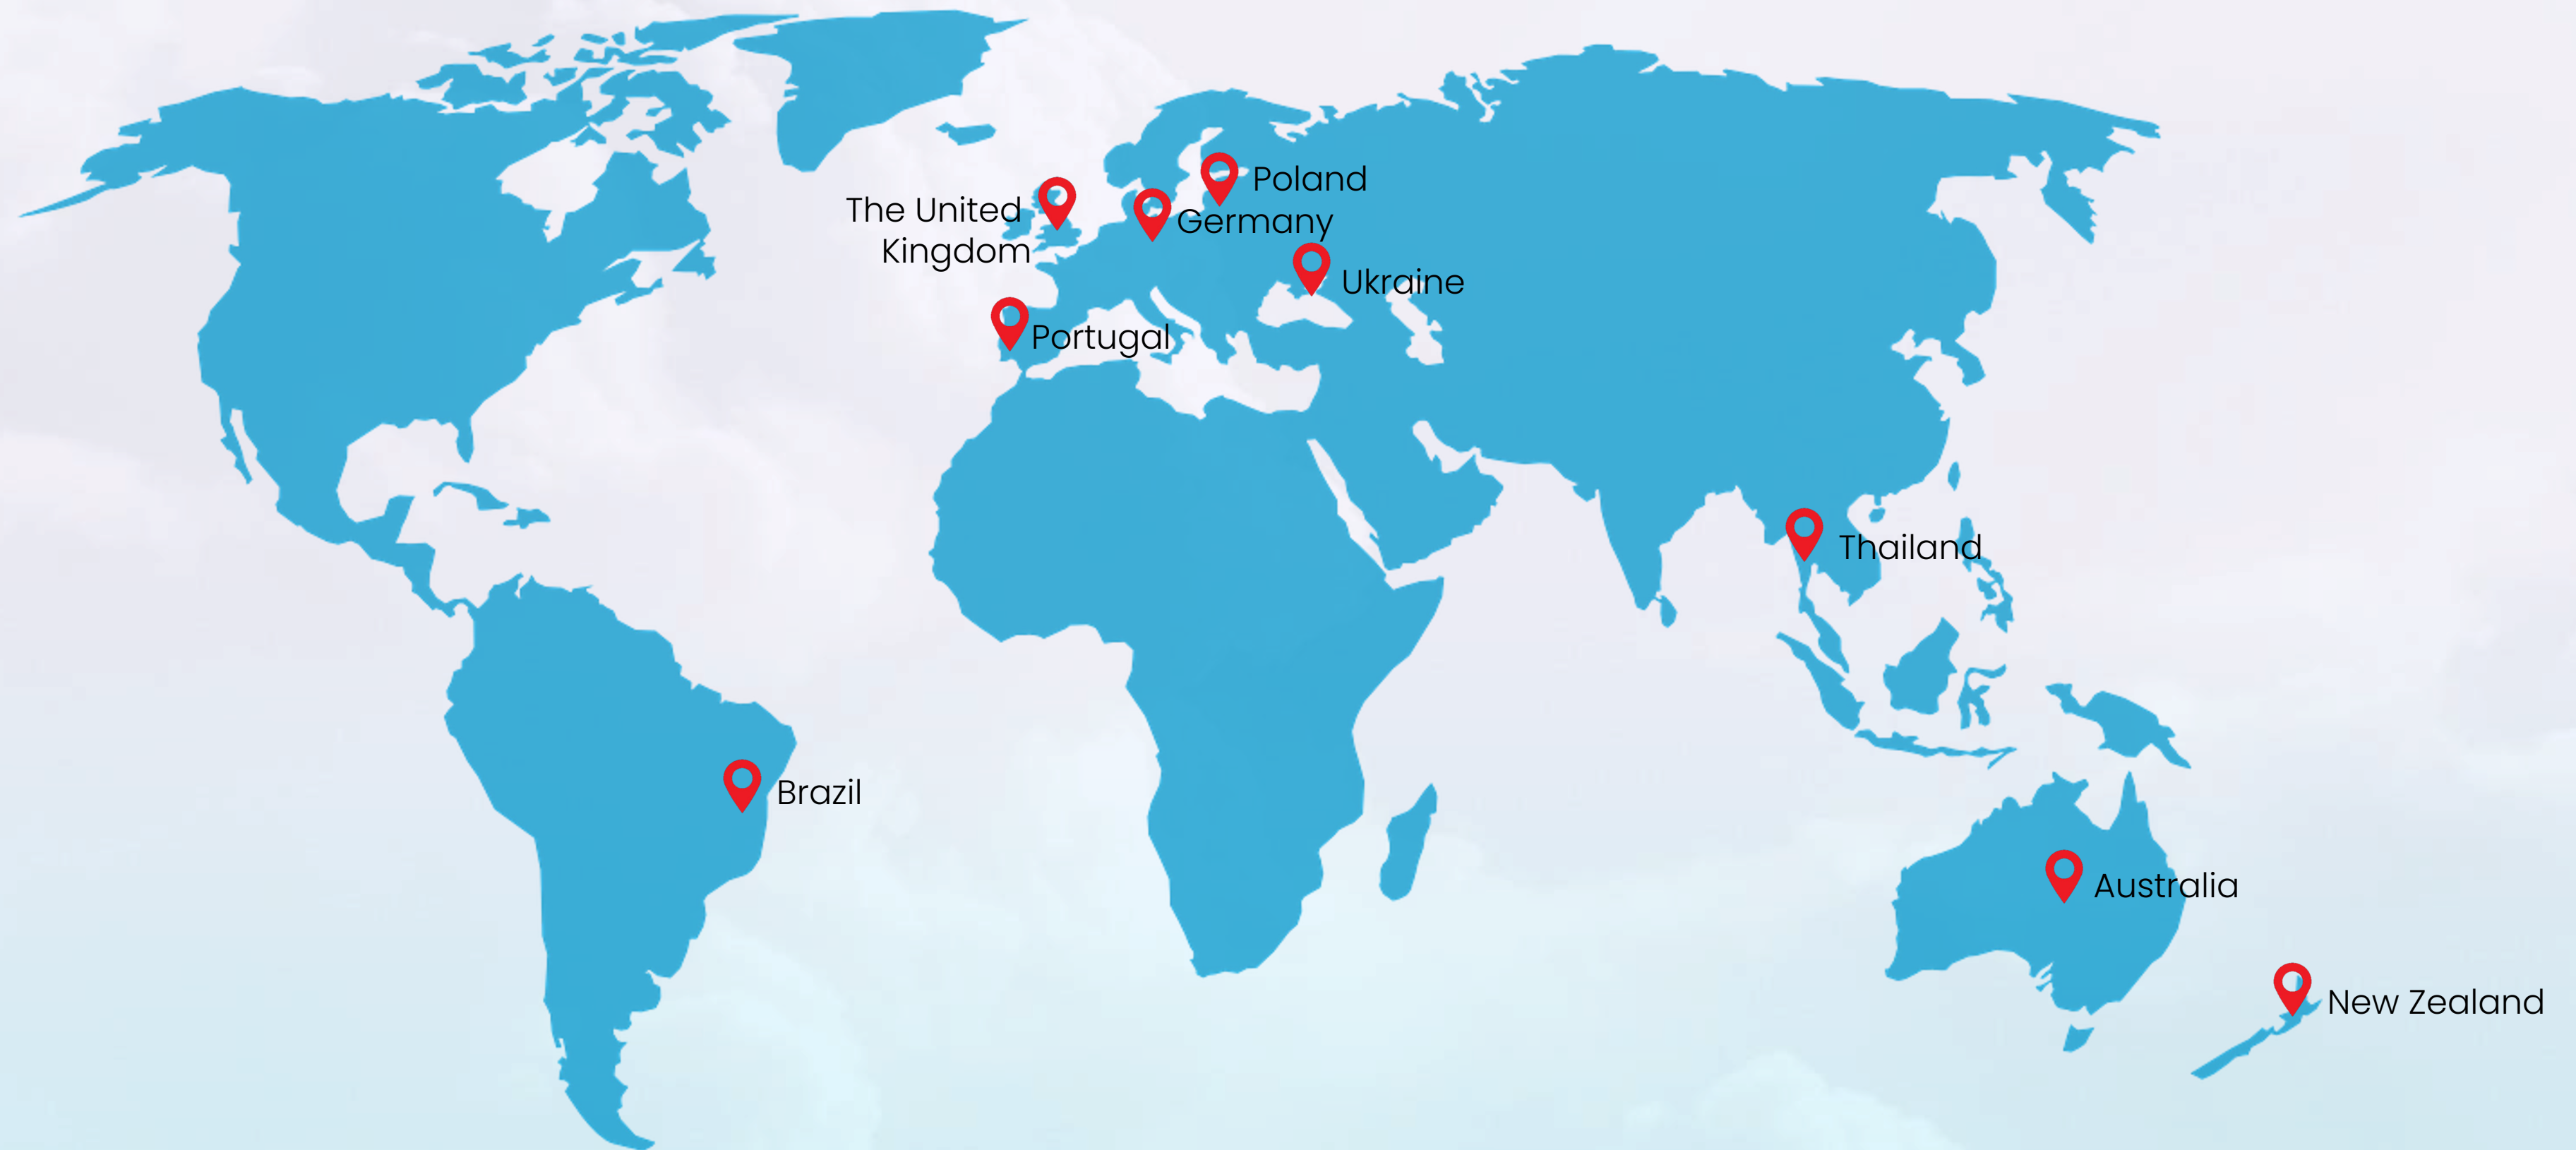 Poland
The United
Kingdom
Germany
Ukraine
Portugal
Thailand
Brazil
Australia
New Zealand